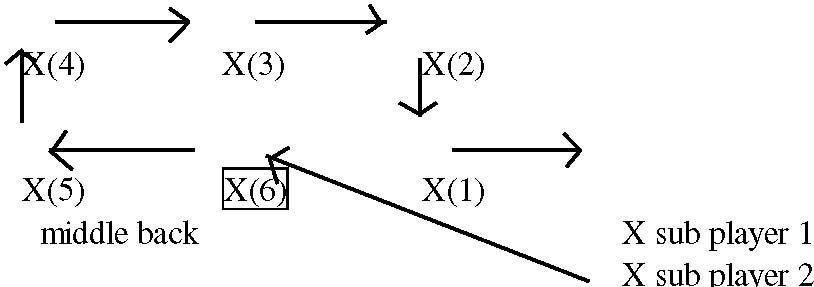 X(4) X(3) X(2)
X(5) X(6) X(1)
middle back X sub player 1
X sub player 2